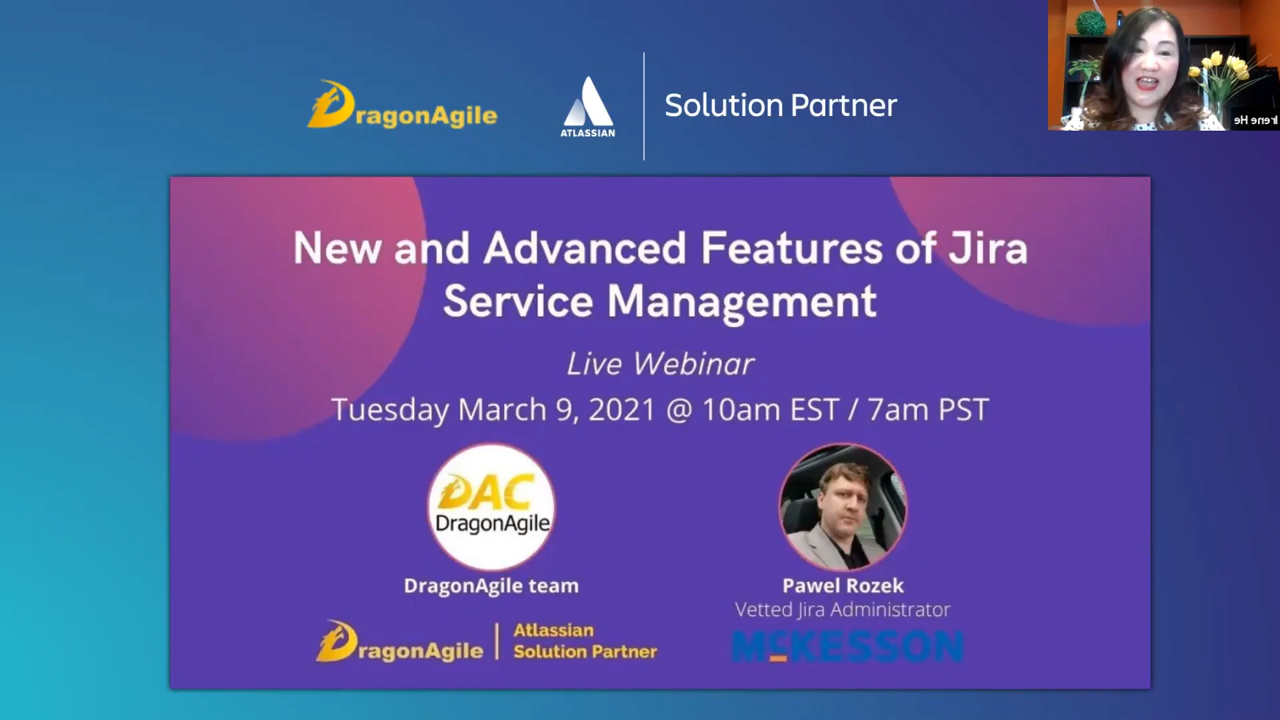 DragonAgile
ATLASSIAN
Solution Partner
Irene He
New and Advanced Features of Jira
Service Management
Live Webinar
Tuesday March 9, 2021 @ 10am EST / 7am PST
DAC
DragonAgile
DragonAgile team
DragonAgile
Atlassian
Solution Partner
Pawel Rozek
Vetted Jira Administrator
MCKESSON